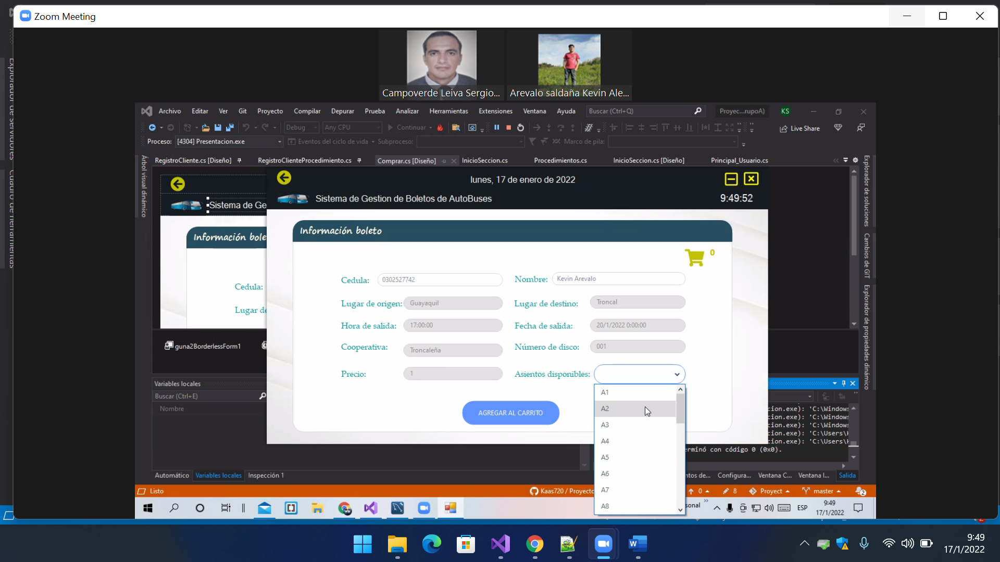 Zoom Meeting
Campoverde Leiva Sergio...
Arevalo saldaña Kevin Ale...
Archivo Editar Ver Git Proyecto Compilar Depurar Prueba Analizar Herramientas Extensiones Ventana Ayuda Buscar (Ctrl+Q) Proyec...rupoA) KS
Debug Any CPU Continuar Live Share
Proceso: [4304] Presentacion.exe Eventos del ciclo de vida Subproceso: Marco de pila:
RegistroCliente.cs [Diseño] RegistroClienteProcedimiento.cs Comprar.cs [Diseño] InicioSeccion.cs Procedimientos.cs InicioSeccion.cs [Diseño] Principal_Usuario.cs
Explorador de servidores
Cuadro de herramientas
Árbol visual dinámico
Explorador de soluciones
Cambios de GIT
Explorador de propiedades dinámico
Sistema de Ge
Información bole
Cedula:
Lugar de
lunes, 17 de enero de 2022
Sistema de Gestion de Boletos de AutoBuses
9:49:52
Información boleto
0
Cedula: 0302527742 Nombre: Kevin Arevalo
Lugar de origen: Guayaquil Lugar de destino: Troncal
Hora de salida: 17:00:00 Fecha de salida: 20/1/2022 0:00:00
Cooperativa: Troncaleña Número de disco: 001
Precio: 1 Asientos disponibles:
A1
A2
A3
A4
A5
A6
A7
A8
AGREGAR AL CARRITO
guna2BorderlessForm1
Variables locales
Buscar (Ctrl+E)
Nombre
cion.exe): 'C:\Windows
cion.exe): 'C:\Windows
cion.exe): 'C:\Windows
cion.exe): 'C:\Users\
cion.exe): 'C:\Users\
erminó con código 0 (0x0).
Automático Variables locales Inspección 1
ntos de... Configura... Ventana C... Ventana I... Salida
Listo Kaas720 / Proyecto 0 8 Proyect master 2
sonal ESP 9:49
17/1/2022
9:49
17/1/2022